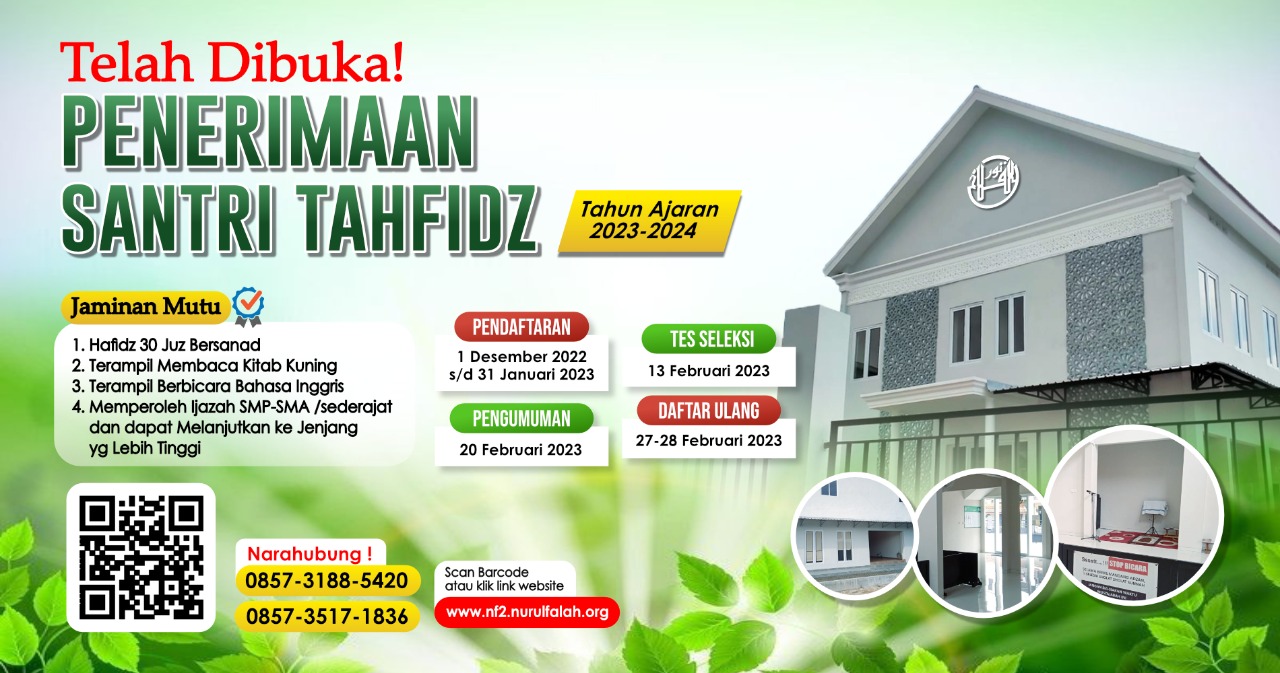 Telah Dibuka!
PENERIMAAN
SANTRI TAHFIDZ
Tahun Ajaran
2023-2024
Jaminan Mutu
1. Hafidz 30 Juz Bersanad
2. Terampil Membaca Kitab Kuning
3. Terampil Berbicara Bahasa Inggris
4. Memperoleh Ijazah SMP-SMA /sederajat
dan dapat Melanjutkan ke Jenjang
yg Lebih Tinggi
PENDAFTARAN
1 Desember 2022
s/d 31 Januari 2023
TES SELEKSI
13 Februari 2023
PENGUMUMAN
20 Februari 2023
DAFTAR ULANG
27-28 Februari 2023
Narahubung !
0857-3188-5420
0857-3517-1836
Scan Barcode
atau klik link website
www.nf2.nurulfalah.org
STOP BICARA